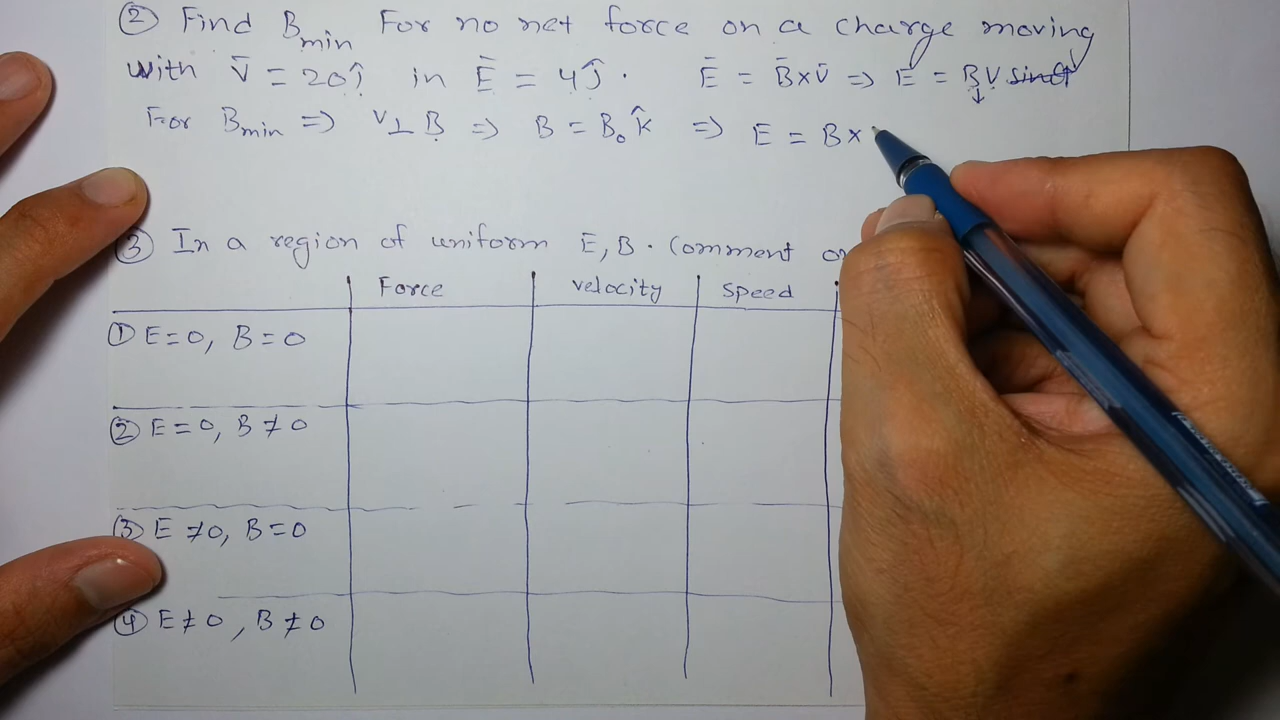 ② Find B_min For no net force on a charge moving
with V̄ = 20î in Ē = 4ĵ. Ē = B̄×v̄ ⇒ E = BV sinθ
For B_min ⇒ V⊥B ⇒ B = B₀ k̂ ⇒ E = B×
③ In a region of uniform E, B. Comment on
Force velocity speed
① E=0, B=0
② E=0, B≠0
③ E≠0, B=0
④ E≠0, B≠0